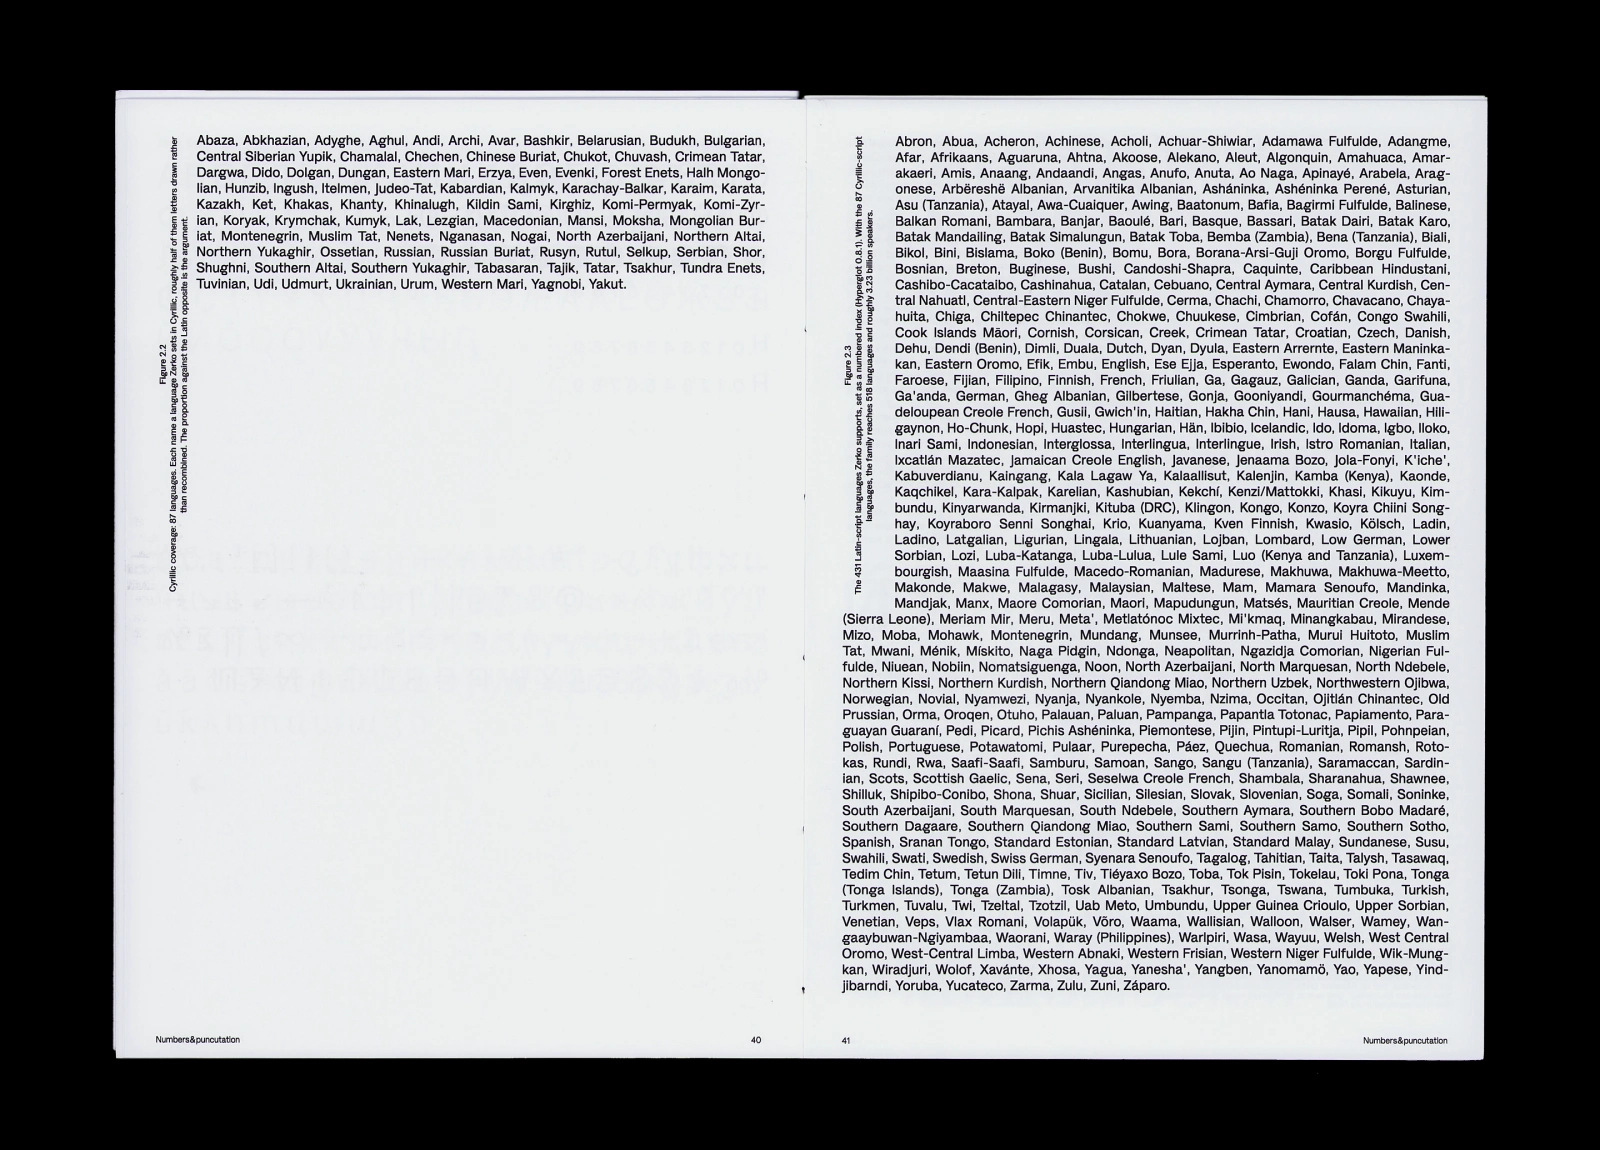 Figure 2.2
Cyrillic coverage: 87 languages. Each name a language Zerko sets in Cyrillic, roughly half of them letters drawn rather
than recombined. The proportion against the Latin opposite is the argument.
Abaza, Abkhazian, Adyghe, Aghul, Andi, Archi, Avar, Bashkir, Belarusian, Budukh, Bulgarian,
Central Siberian Yupik, Chamalal, Chechen, Chinese Buriat, Chukot, Chuvash, Crimean Tatar,
Dargwa, Dido, Dolgan, Dungan, Eastern Mari, Erzya, Even, Evenki, Forest Enets, Halh Mongo-
lian, Hunzib, Ingush, Itelmen, Judeo-Tat, Kabardian, Kalmyk, Karachay-Balkar, Karaim, Karata,
Kazakh, Ket, Khakas, Khanty, Khinalugh, Kildin Sami, Kirghiz, Komi-Permyak, Komi-Zyr-
ian, Koryak, Krymchak, Kumyk, Lak, Lezgian, Macedonian, Mansi, Moksha, Mongolian Bur-
iat, Montenegrin, Muslim Tat, Nenets, Nganasan, Nogai, North Azerbaijani, Northern Altai,
Northern Yukaghir, Ossetian, Russian, Russian Buriat, Rusyn, Rutul, Selkup, Serbian, Shor,
Shughni, Southern Altai, Southern Yukaghir, Tabasaran, Tajik, Tatar, Tsakhur, Tundra Enets,
Tuvinian, Udi, Udmurt, Ukrainian, Urum, Western Mari, Yagnobi, Yakut.
Numbers&puncutation
40
Figure 2.3
The 431 Latin-script languages Zerko supports, set as a numbered index (Hyperglot 0.8.1). With the 87 Cyrillic-script
languages, the family reaches 518 languages and roughly 3.23 billion speakers.
Abron, Abua, Acheron, Achinese, Acholi, Achuar-Shiwiar, Adamawa Fulfulde, Adangme,
Afar, Afrikaans, Aguaruna, Ahtna, Akoose, Alekano, Aleut, Algonquin, Amahuaca, Amar-
akaeri, Amis, Anaang, Andaandi, Angas, Anufo, Anuta, Ao Naga, Apinayé, Arabela, Arag-
onese, Arbëreshë Albanian, Arvanitika Albanian, Asháninka, Ashéninka Perené, Asturian,
Asu (Tanzania), Atayal, Awa-Cuaiquer, Awing, Baatonum, Bafia, Bagirmi Fulfulde, Balinese,
Balkan Romani, Bambara, Banjar, Baoulé, Bari, Basque, Bassari, Batak Dairi, Batak Karo,
Batak Mandailing, Batak Simalungun, Batak Toba, Bemba (Zambia), Bena (Tanzania), Biali,
Bikol, Bini, Bislama, Boko (Benin), Bomu, Bora, Borana-Arsi-Guji Oromo, Borgu Fulfulde,
Bosnian, Breton, Buginese, Bushi, Candoshi-Shapra, Caquinte, Caribbean Hindustani,
Cashibo-Cacataibo, Cashinahua, Catalan, Cebuano, Central Aymara, Central Kurdish, Cen-
tral Nahuatl, Central-Eastern Niger Fulfulde, Cerma, Chachi, Chamorro, Chavacano, Chaya-
huita, Chiga, Chiltepec Chinantec, Chokwe, Chuukese, Cimbrian, Cofán, Congo Swahili,
Cook Islands Māori, Cornish, Corsican, Creek, Crimean Tatar, Croatian, Czech, Danish,
Dehu, Dendi (Benin), Dimli, Duala, Dutch, Dyan, Dyula, Eastern Arrernte, Eastern Maninka-
kan, Eastern Oromo, Efik, Embu, English, Ese Ejja, Esperanto, Ewondo, Falam Chin, Fanti,
Faroese, Fijian, Filipino, Finnish, French, Friulian, Ga, Gagauz, Galician, Ganda, Garifuna,
Ga'anda, German, Gheg Albanian, Gilbertese, Gonja, Gooniyandi, Gourmanchéma, Gua-
deloupean Creole French, Gusii, Gwich'in, Haitian, Hakha Chin, Hani, Hausa, Hawaiian, Hili-
gaynon, Ho-Chunk, Hopi, Huastec, Hungarian, Hän, Ibibio, Icelandic, Ido, Idoma, Igbo, Iloko,
Inari Sami, Indonesian, Interglossa, Interlingua, Interlingue, Irish, Istro Romanian, Italian,
Ixcatlán Mazatec, Jamaican Creole English, Javanese, Jenaama Bozo, Jola-Fonyi, K'iche',
Kabuverdianu, Kaingang, Kala Lagaw Ya, Kalaallisut, Kalenjin, Kamba (Kenya), Kaonde,
Kaqchikel, Kara-Kalpak, Karelian, Kashubian, Kekchí, Kenzi/Mattokki, Khasi, Kikuyu, Kim-
bundu, Kinyarwanda, Kirmanjki, Kituba (DRC), Klingon, Kongo, Konzo, Koyra Chiini Song-
hay, Koyraboro Senni Songhai, Krio, Kuanyama, Kven Finnish, Kwasio, Kölsch, Ladin,
Ladino, Latgalian, Ligurian, Lingala, Lithuanian, Lojban, Lombard, Low German, Lower
Sorbian, Lozi, Luba-Katanga, Luba-Lulua, Lule Sami, Luo (Kenya and Tanzania), Luxem-
bourgish, Maasina Fulfulde, Macedo-Romanian, Madurese, Makhuwa, Makhuwa-Meetto,
Makonde, Makwe, Malagasy, Malaysian, Maltese, Mam, Mamara Senoufo, Mandinka,
Mandjak, Manx, Maore Comorian, Maori, Mapudungun, Matsés, Mauritian Creole, Mende
(Sierra Leone), Meriam Mir, Meru, Meta', Metlatónoc Mixtec, Mi'kmaq, Minangkabau, Mirandese,
Mizo, Moba, Mohawk, Montenegrin, Mundang, Munsee, Murrinh-Patha, Murui Huitoto, Muslim
Tat, Mwani, Ménik, Mískito, Naga Pidgin, Ndonga, Neapolitan, Ngazidja Comorian, Nigerian Ful-
fulde, Niuean, Nobiin, Nomatsiguenga, Noon, North Azerbaijani, North Marquesan, North Ndebele,
Northern Kissi, Northern Kurdish, Northern Qiandong Miao, Northern Uzbek, Northwestern Ojibwa,
Norwegian, Novial, Nyamwezi, Nyanja, Nyankole, Nyemba, Nzima, Occitan, Ojitlán Chinantec, Old
Prussian, Orma, Oroqen, Otuho, Palauan, Paluan, Pampanga, Papantla Totonac, Papiamento, Para-
guayan Guaraní, Pedi, Picard, Pichis Ashéninka, Piemontese, Pijin, Pintupi-Luritja, Pipil, Pohnpeian,
Polish, Portuguese, Potawatomi, Pulaar, Purepecha, Páez, Quechua, Romanian, Romansh, Roto-
kas, Rundi, Rwa, Saafi-Saafi, Samburu, Samoan, Sango, Sangu (Tanzania), Saramaccan, Sardin-
ian, Scots, Scottish Gaelic, Sena, Seri, Seselwa Creole French, Shambala, Sharanahua, Shawnee,
Shilluk, Shipibo-Conibo, Shona, Shuar, Sicilian, Silesian, Slovak, Slovenian, Soga, Somali, Soninke,
South Azerbaijani, South Marquesan, South Ndebele, Southern Aymara, Southern Bobo Madaré,
Southern Dagaare, Southern Qiandong Miao, Southern Sami, Southern Samo, Southern Sotho,
Spanish, Sranan Tongo, Standard Estonian, Standard Latvian, Standard Malay, Sundanese, Susu,
Swahili, Swati, Swedish, Swiss German, Syenara Senoufo, Tagalog, Tahitian, Taita, Talysh, Tasawaq,
Tedim Chin, Tetum, Tetun Dili, Timne, Tiv, Tiéyaxo Bozo, Toba, Tok Pisin, Tokelau, Toki Pona, Tonga
(Tonga Islands), Tonga (Zambia), Tosk Albanian, Tsakhur, Tsonga, Tswana, Tumbuka, Turkish,
Turkmen, Tuvalu, Twi, Tzeltal, Tzotzil, Uab Meto, Umbundu, Upper Guinea Crioulo, Upper Sorbian,
Venetian, Veps, Vlax Romani, Volapük, Võro, Waama, Wallisian, Walloon, Walser, Wamey, Wan-
gaaybuwan-Ngiyambaa, Waorani, Waray (Philippines), Warlpiri, Wasa, Wayuu, Welsh, West Central
Oromo, West-Central Limba, Western Abnaki, Western Frisian, Western Niger Fulfulde, Wik-Mung-
kan, Wiradjuri, Wolof, Xavánte, Xhosa, Yagua, Yanesha', Yangben, Yanomamö, Yao, Yapese, Yind-
jibarndi, Yoruba, Yucateco, Zarma, Zulu, Zuni, Záparo.
41
Numbers&puncutation